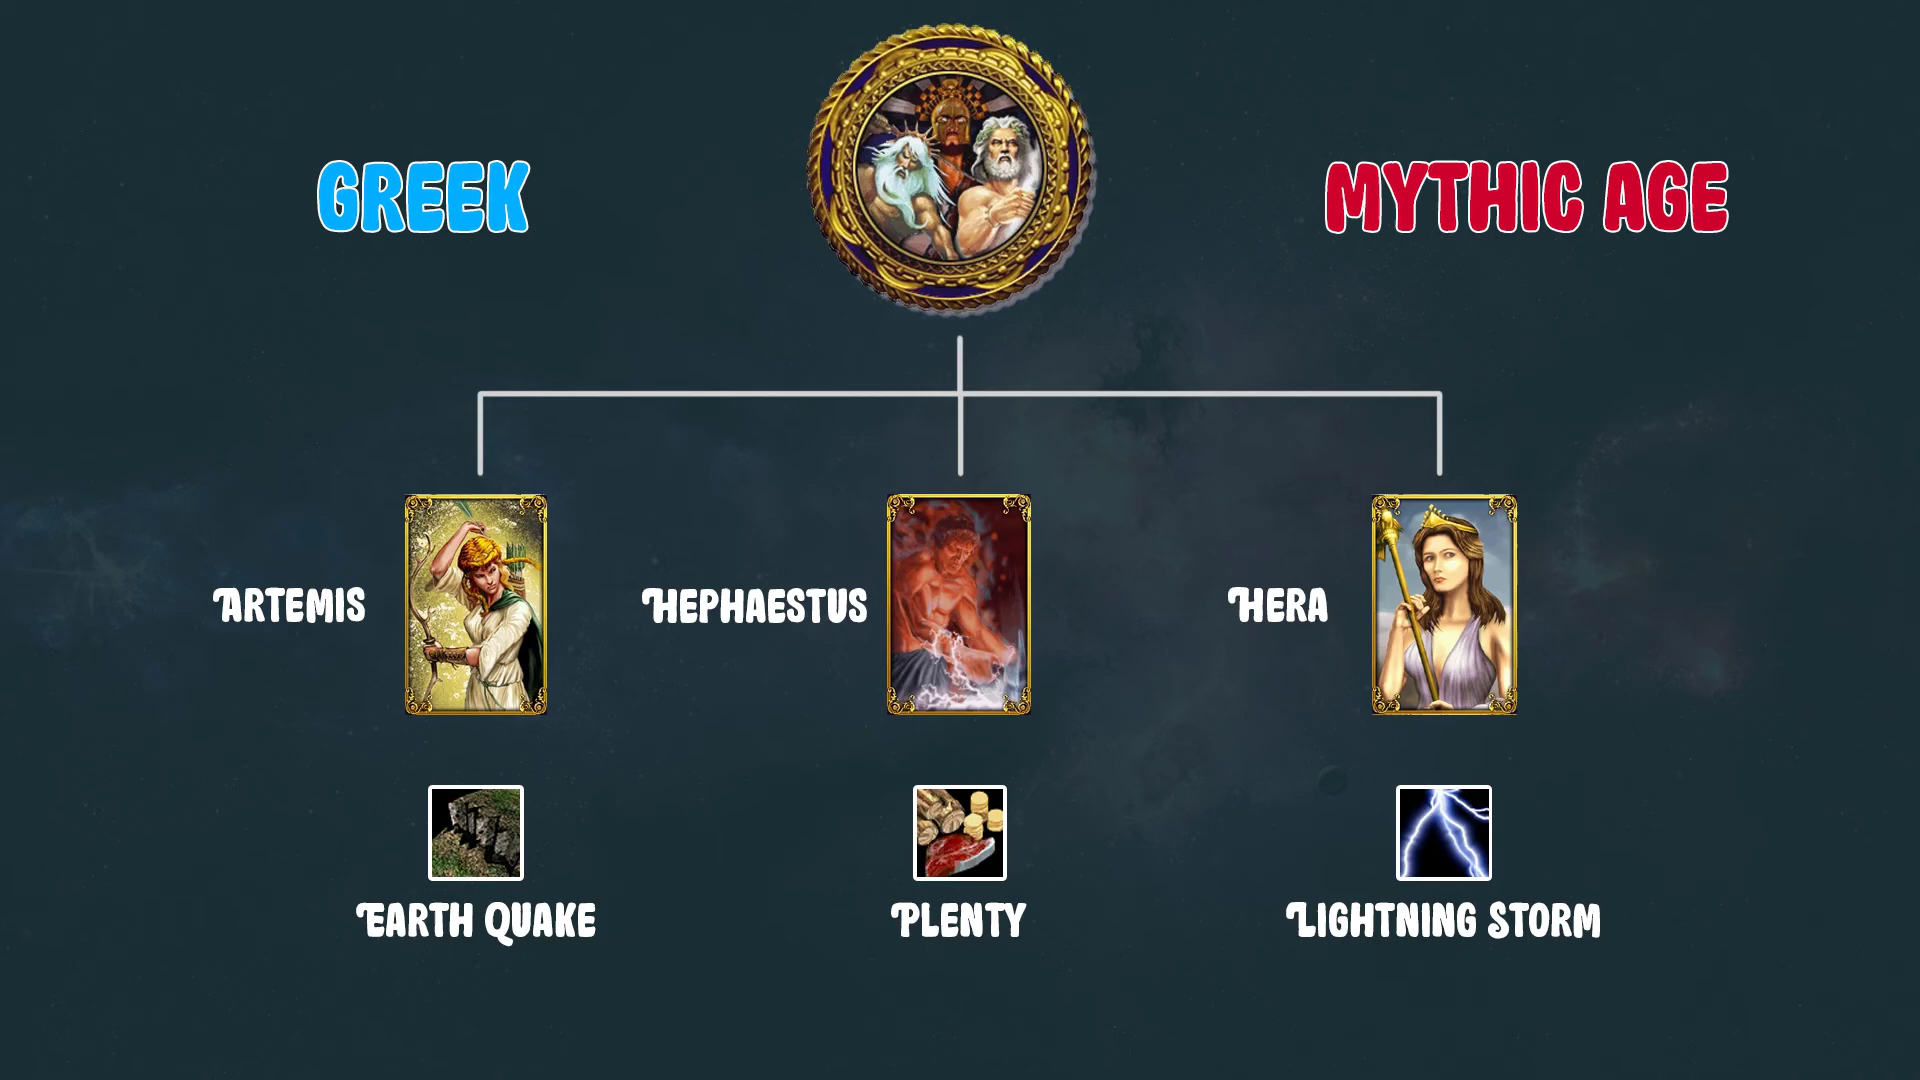 GREEK
MYTHIC AGE
ARTEMIS
HEPHAESTUS
HERA
EARTH QUAKE
PLENTY
LIGHTNING STORM